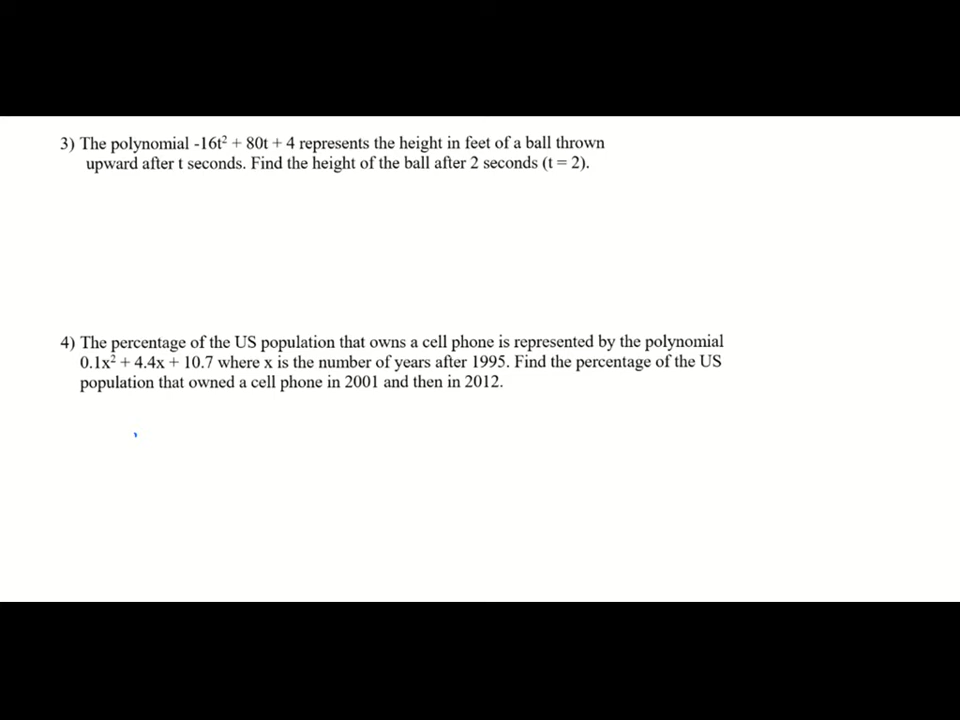 3) The polynomial -16t² + 80t + 4 represents the height in feet of a ball thrown
upward after t seconds. Find the height of the ball after 2 seconds (t = 2).
4) The percentage of the US population that owns a cell phone is represented by the polynomial
0.1x² + 4.4x + 10.7 where x is the number of years after 1995. Find the percentage of the US
population that owned a cell phone in 2001 and then in 2012.